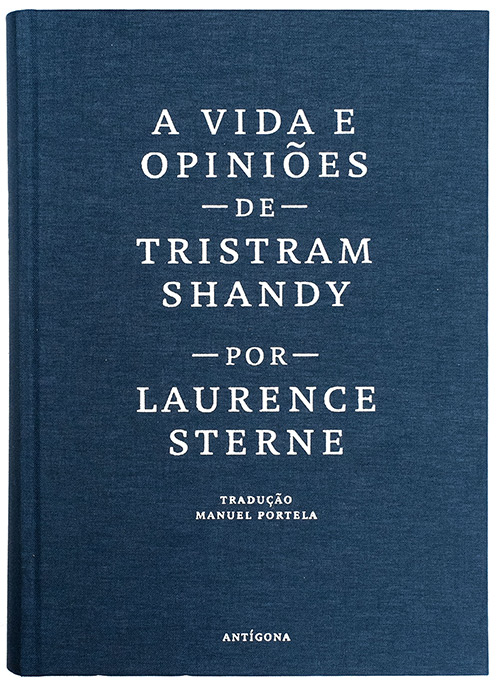 A VIDA E
OPINIÕES
—DE—
TRISTRAM
SHANDY
—POR—
LAURENCE
STERNE
TRADUÇÃO
MANUEL PORTELA
ANTÍGONA